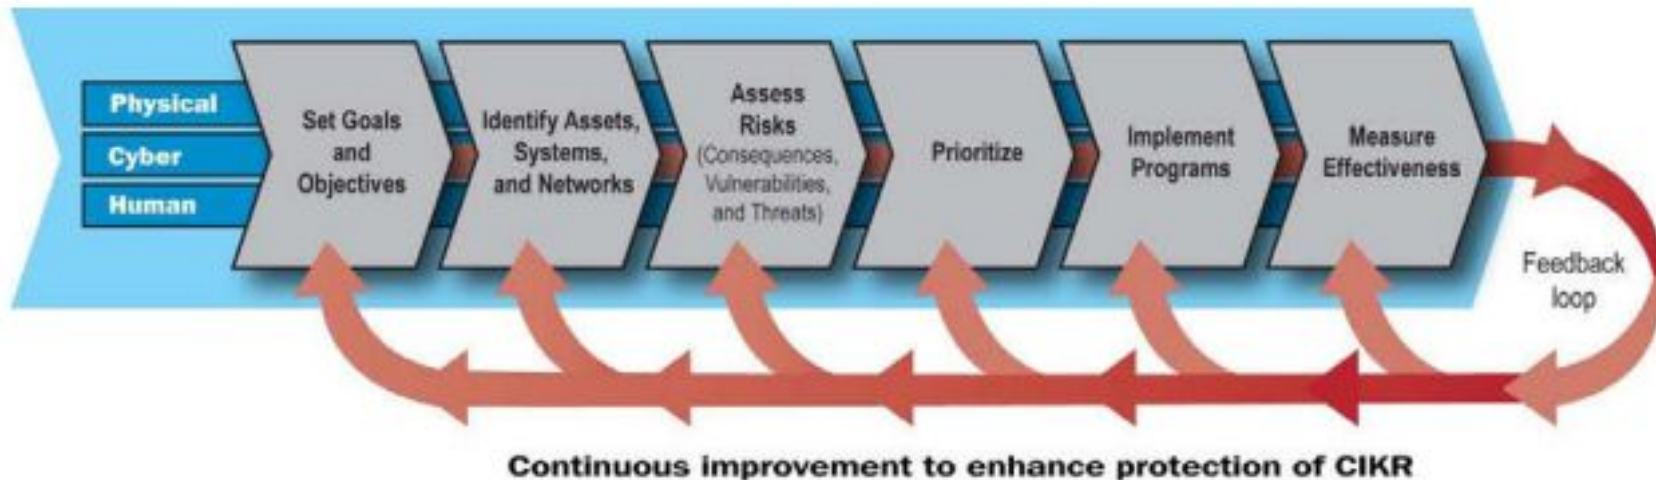 Physical
Cyber
Human
Set Goals
and
Objectives
Identify Assets,
Systems,
and Networks
Assess
Risks
(Consequences,
Vulnerabilities,
and Threats)
Prioritize
Implement
Programs
Measure
Effectiveness
Feedback
loop
Continuous improvement to enhance protection of CIKR